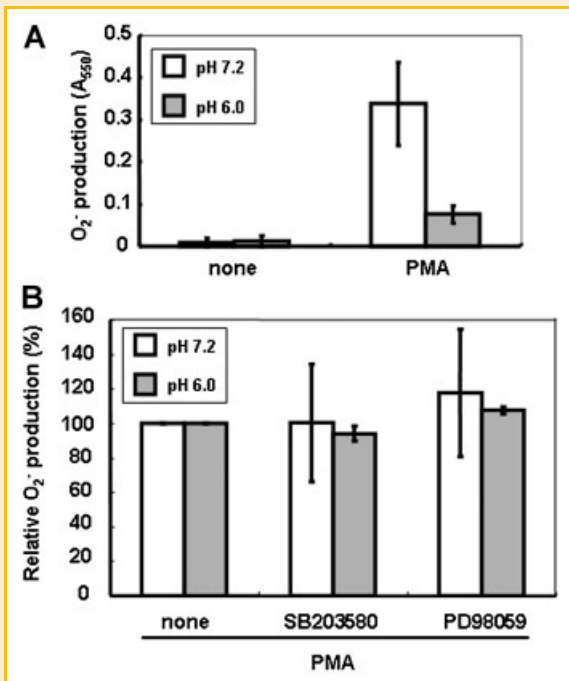 A
O₂⁻ production (A₅₅₀)
0.5
0.4
0.3
0.2
0.1
0
pH 7.2
pH 6.0
none PMA
B
Relative O₂⁻ production (%)
160
140
120
100
80
60
40
20
0
pH 7.2
pH 6.0
none SB203580 PD98059
PMA